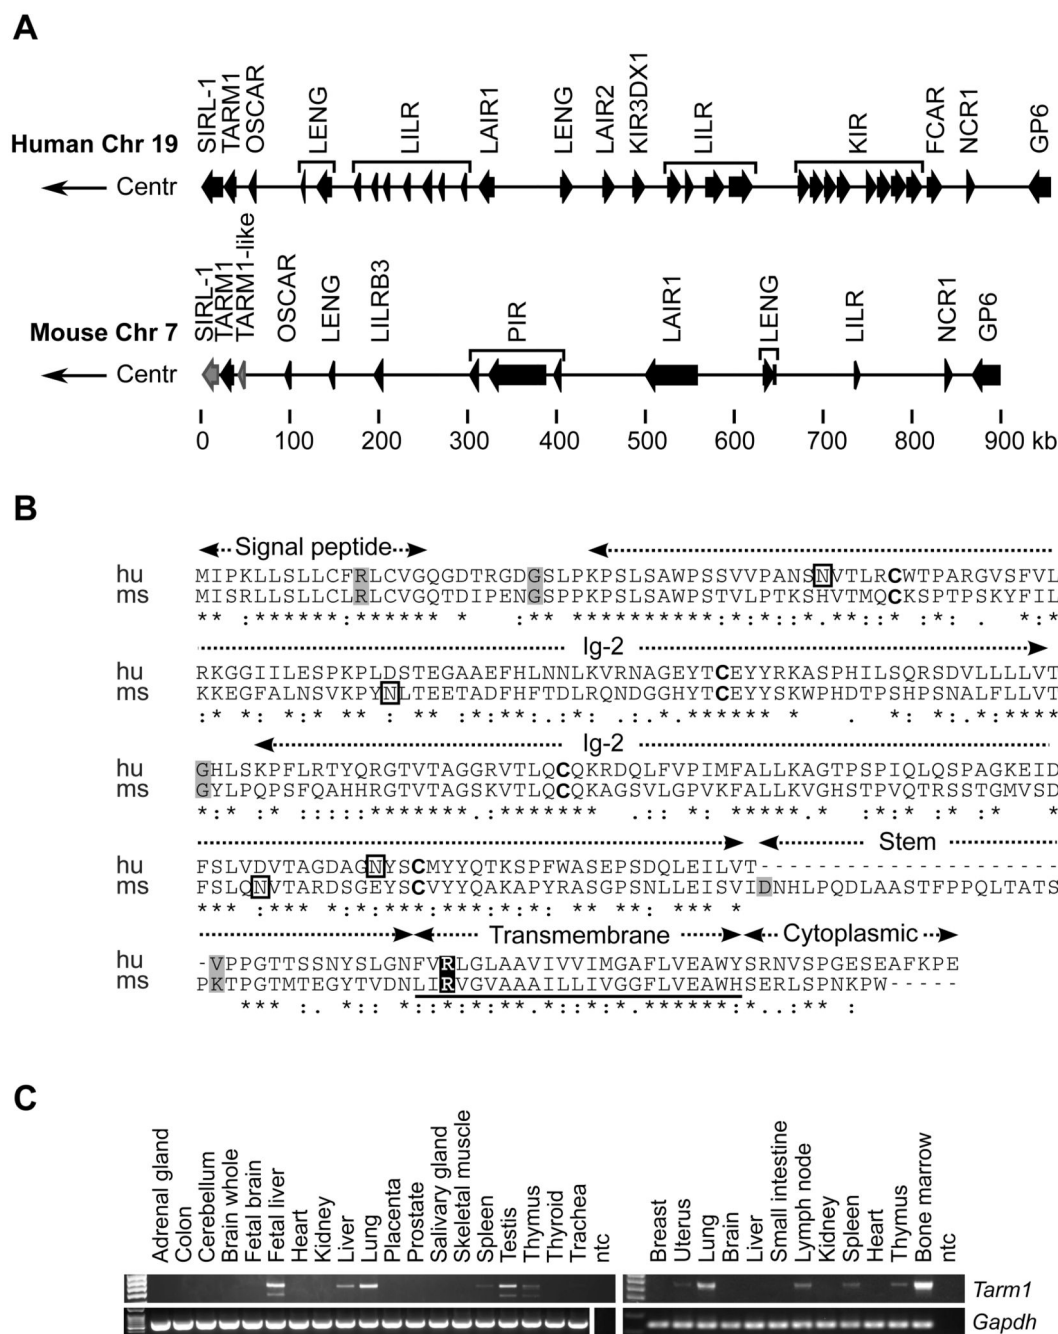 A
SIRL-1 TARM1 OSCAR LENG LILR LAIR1 LENG LAIR2 KIR3DX1 LILR KIR FCAR NCR1 GP6
Human Chr 19
Centr
SIRL-1 TARM1 TARM1-like OSCAR LENG LILRB3 PIR LAIR1 LENG LILR NCR1 GP6
Mouse Chr 7
Centr
0 100 200 300 400 500 600 700 800 900 kb
B
Signal peptide
hu MIPKLLSLLCFRLCVGQGDTRGDGSLPKPSLSAWPSSVVPANSNVTLRCWTPARGVSFVL
ms MISRLLSLLCLRLCVGQTDIPENGSPPKPSLSAWPSTVLPTKSHVTMQCKSPTPSKYFIL
Ig-2
hu RKGGIILESPKPLDSTEGAAEFHLNNLKVRNAGEYTCEYYRKASPHILSQRSDVLLLLVT
ms KKEGFALNSVKPYNLTEETADFHFTDLRQNDGGHYTCEYYSKWPHDTPSHPSNALFLLVT
Ig-2
hu GHLSKPFLRTYQRGTVTAGGRVTLQCQKRDQLFVPIMFALLKAGTPSPIQLQSPAGKEID
ms GYLPQPSFQAHHRGTVTAGSKVTLQCQKAGSVLGPVKFALLKVGHSTPVQTRSSTGMVSD
Stem
hu FSLVDVTAGDAGNYSCMYYQTKSPFWASEPSDQLEILVT-----------------
ms FSLQNVTARDSGEYSCVYYQAKAPYRASGPSNLLEISVIDNHLPQDLAASTFPPQLTATS
Transmembrane Cytoplasmic
hu -VPPGTTSSNYSLGNFVRLGLAAVIVVIMGAFLVEAWYSRNVSPGESEAFKPE
ms PKTPGTMTEGYTVDNLIRVGVAAAILLIVGGFLVEAWHSERLSPNKPW-----
C
Adrenal gland Colon Cerebellum Brain whole Fetal brain Fetal liver Heart Kidney Liver Lung Placenta Prostate Salivary gland Skeletal muscle Spleen Testis Thymus Thyroid Trachea ntc
Breast Uterus Lung Brain Liver Small intestine Lymph node Kidney Spleen Heart Thymus Bone marrow ntc
Tarm1
Gapdh